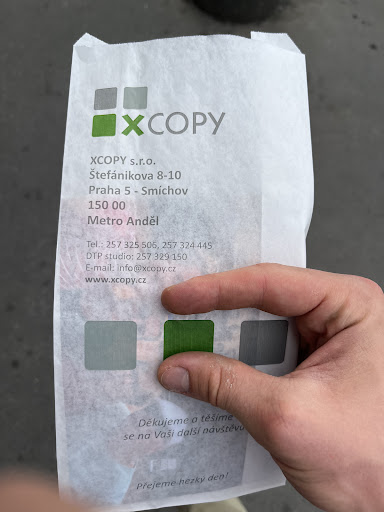 XCOPY
XCOPY s.r.o.
Štefánikova 8-10
Praha 5 - Smíchov
150 00
Metro Anděl
Tel.: 257 325 506, 257 324 445
DTP studio: 257 329 150
E-mail: info@xcopy.cz
www.xcopy.cz
Děkujeme a těšíme
se na Vaši další návštěvu
Přejeme hezký den!